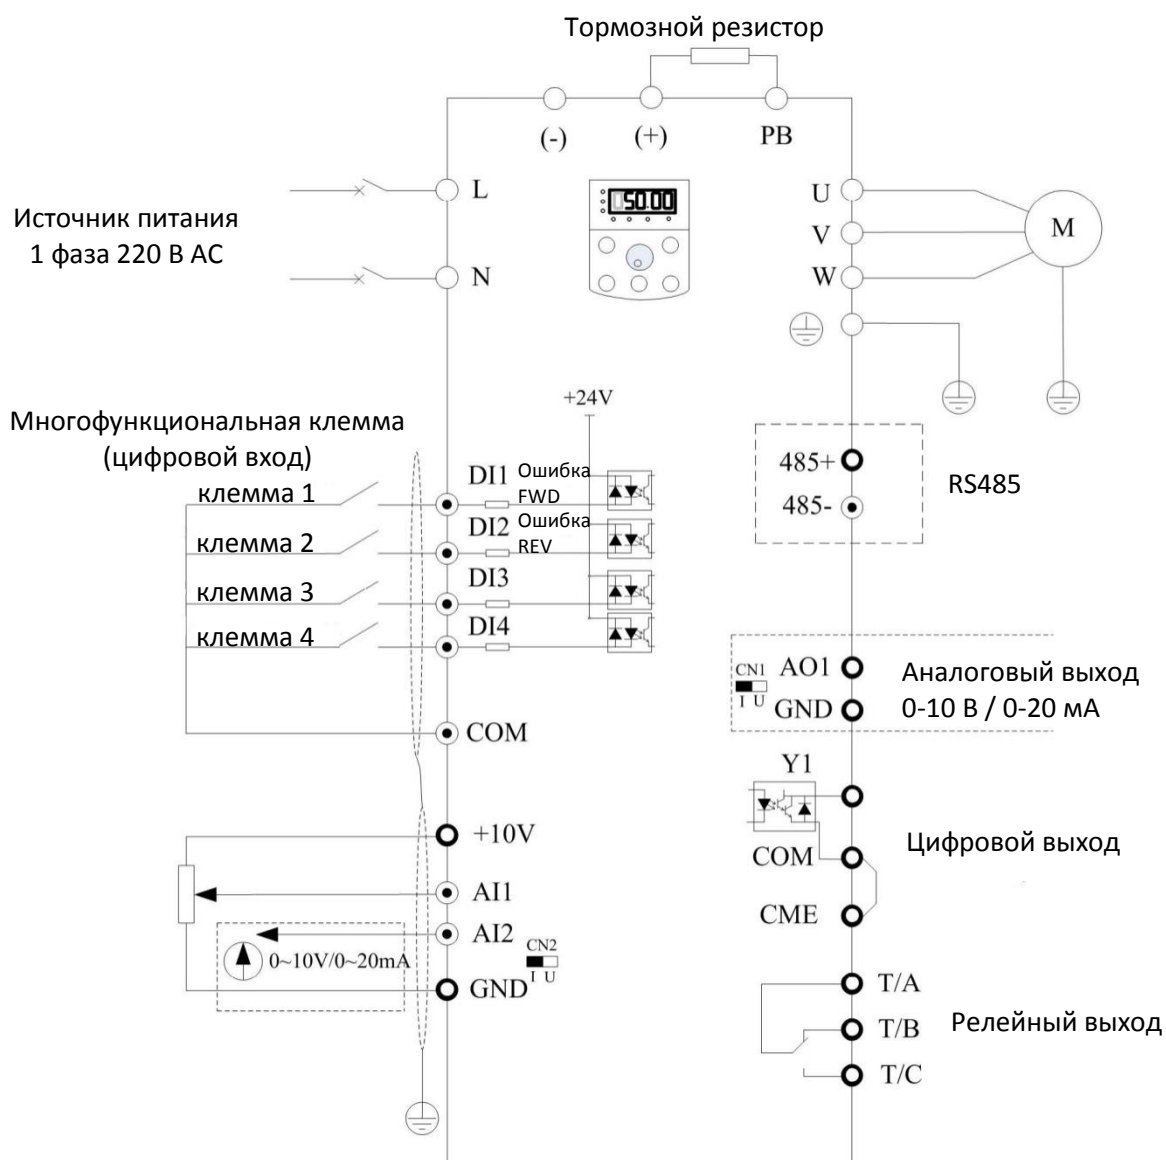 Тормозной резистор
(-)
(+)
PB
L
Источник питания
1 фаза 220 В AC
N
50.00
U
V
W
M
+24V
Многофункциональная клемма
(цифровой вход)
клемма 1
DI1
Ошибка
FWD
клемма 2
DI2
Ошибка
REV
клемма 3
DI3
клемма 4
DI4
COM
485+
485-
RS485
CN1
I U
AO1
GND
Аналоговый выход
0-10 В / 0-20 мА
Y1
COM
CME
Цифровой выход
+10V
AI1
AI2
0~10V/0~20mA
CN2
I U
GND
T/A
T/B
T/C
Релейный выход